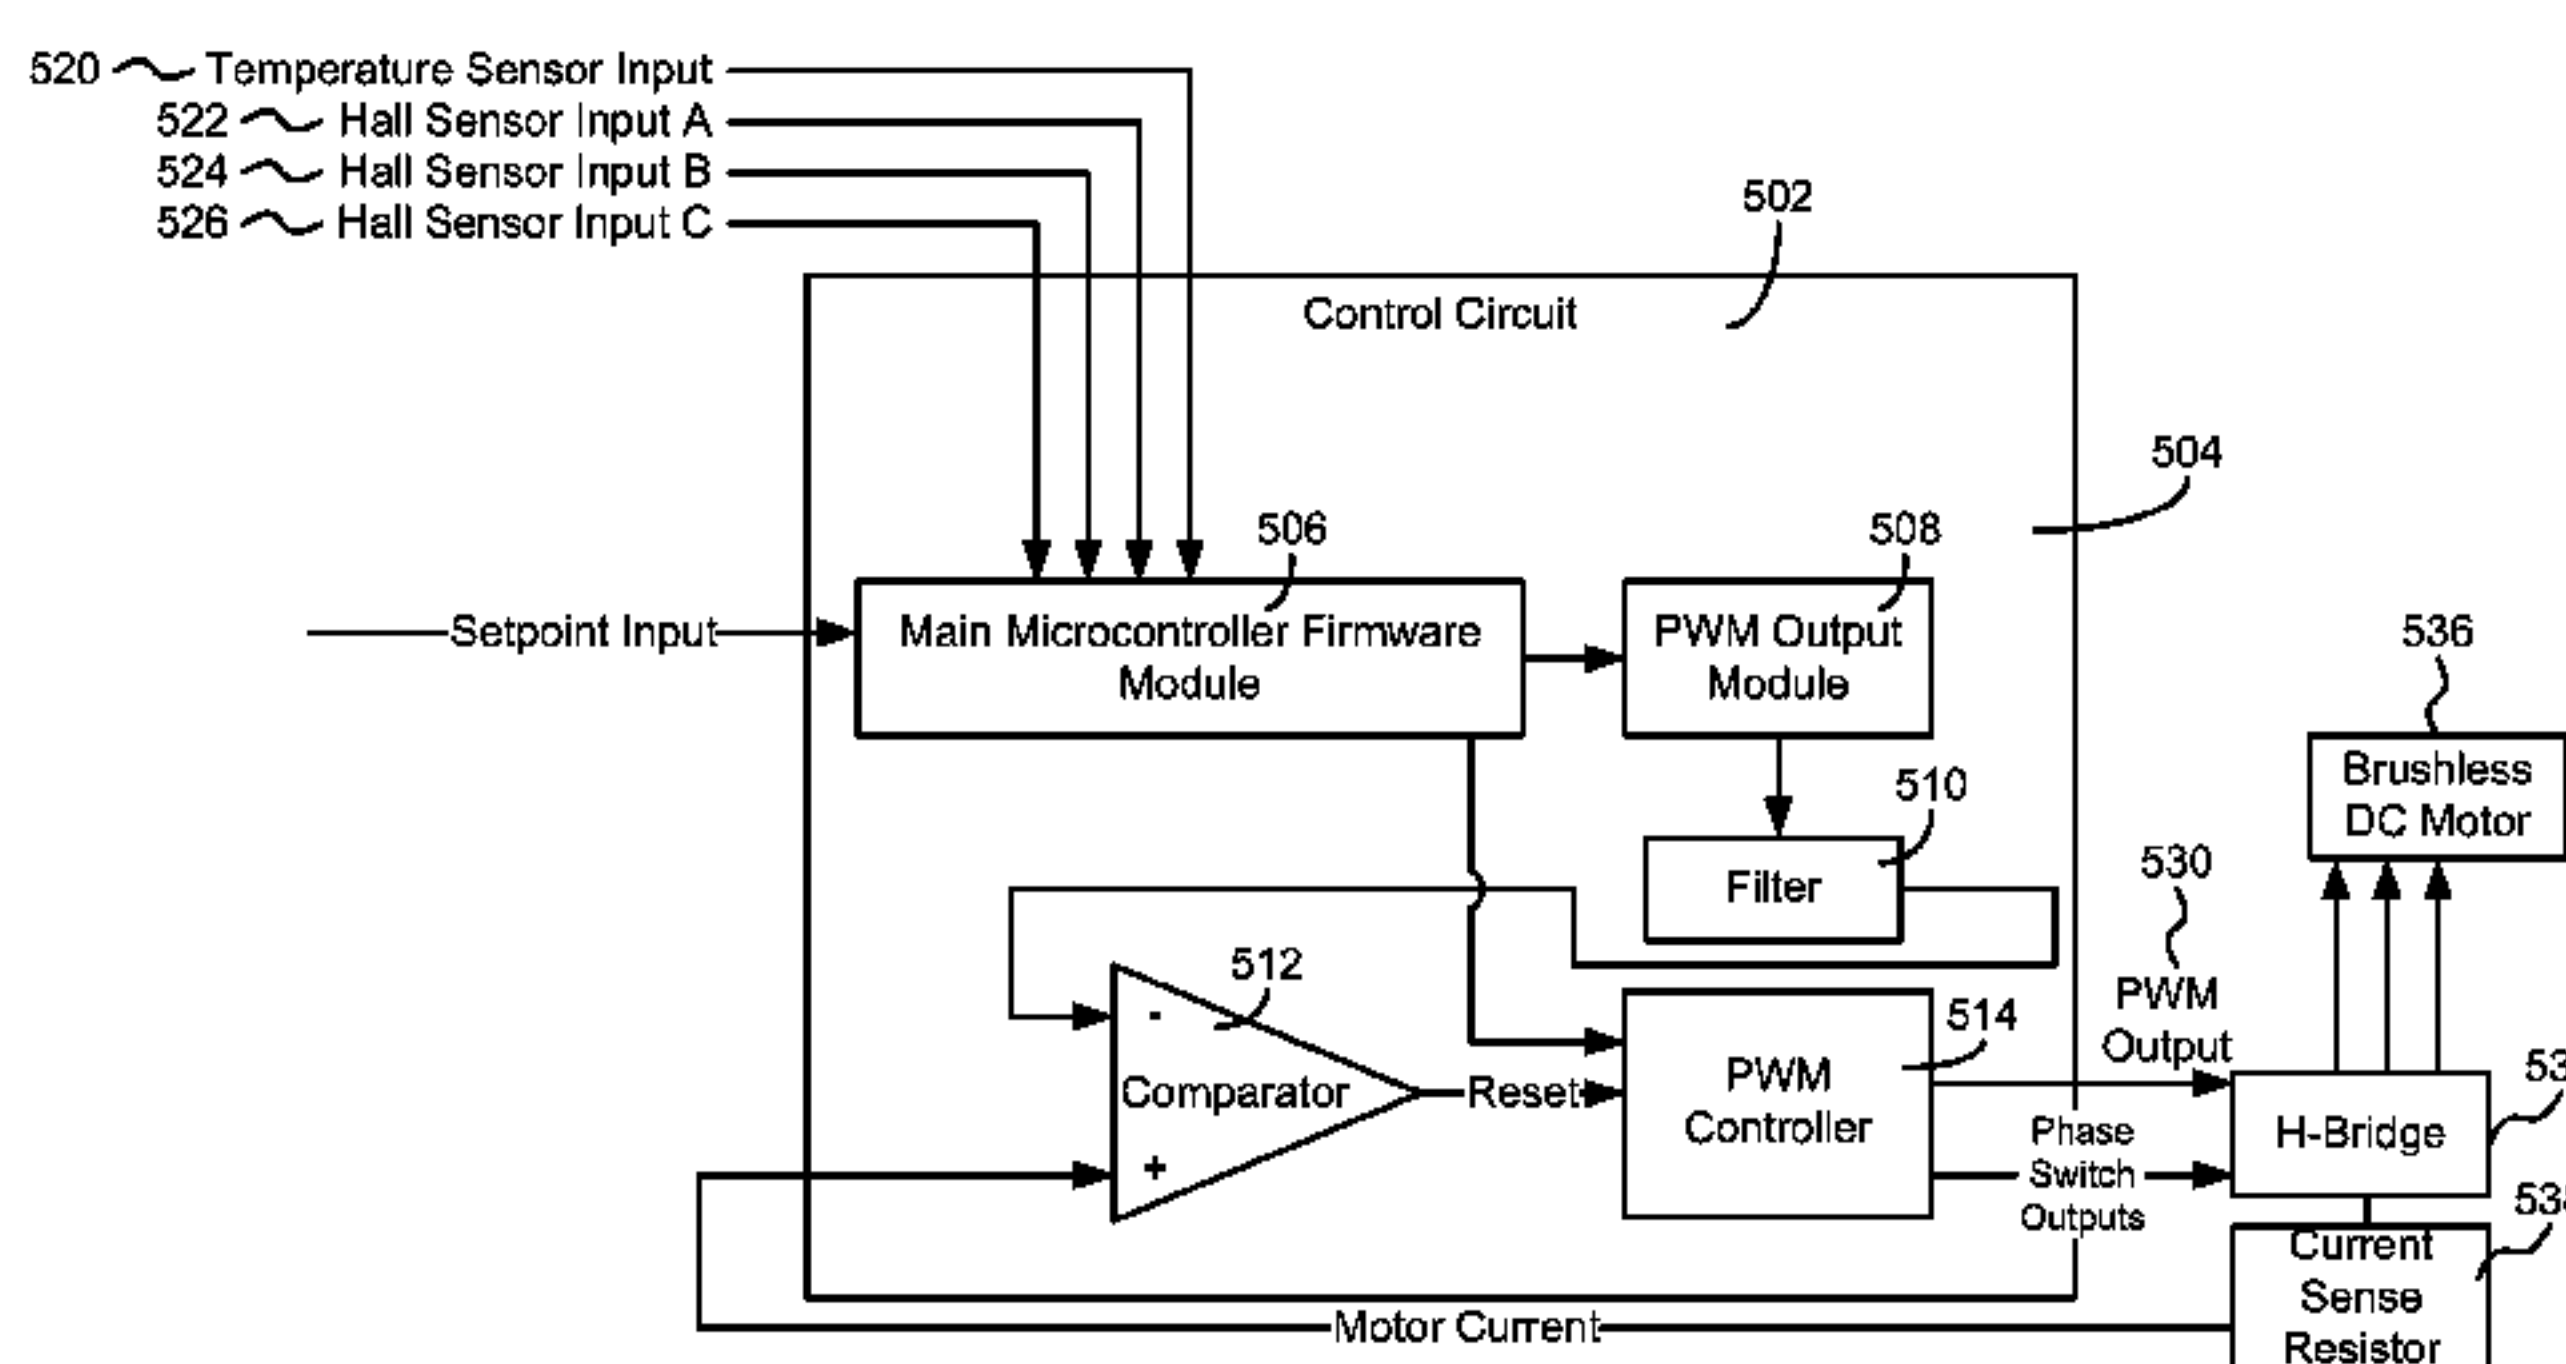 520 Temperature Sensor Input
522 Hall Sensor Input A
524 Hall Sensor Input B
526 Hall Sensor Input C
502
Control Circuit
504
506
508
Setpoint Input
Main Microcontroller Firmware
Module
PWM Output
Module
536
Brushless
DC Motor
510
Filter
530
PWM
Output
512
-
Comparator
+
Reset
514
PWM
Controller
Phase
Switch
Outputs
H-Bridge
Current
Sense
Resistor
Motor Current